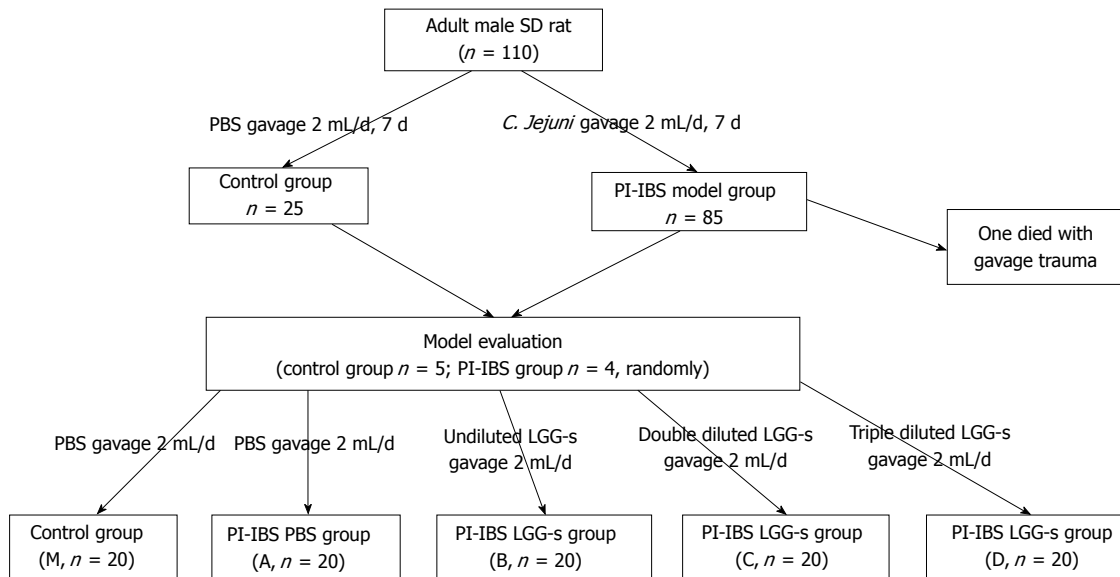 Adult male SD rat
(n = 110)
PBS gavage 2 mL/d, 7 d
C. Jejuni gavage 2 mL/d, 7 d
Control group
n = 25
PI-IBS model group
n = 85
One died with
gavage trauma
Model evaluation
(control group n = 5; PI-IBS group n = 4, randomly)
PBS gavage 2 mL/d
PBS gavage 2 mL/d
Undiluted LGG-s
gavage 2 mL/d
Double diluted LGG-s
gavage 2 mL/d
Triple diluted LGG-s
gavage 2 mL/d
Control group
(M, n = 20)
PI-IBS PBS group
(A, n = 20)
PI-IBS LGG-s group
(B, n = 20)
PI-IBS LGG-s group
(C, n = 20)
PI-IBS LGG-s group
(D, n = 20)